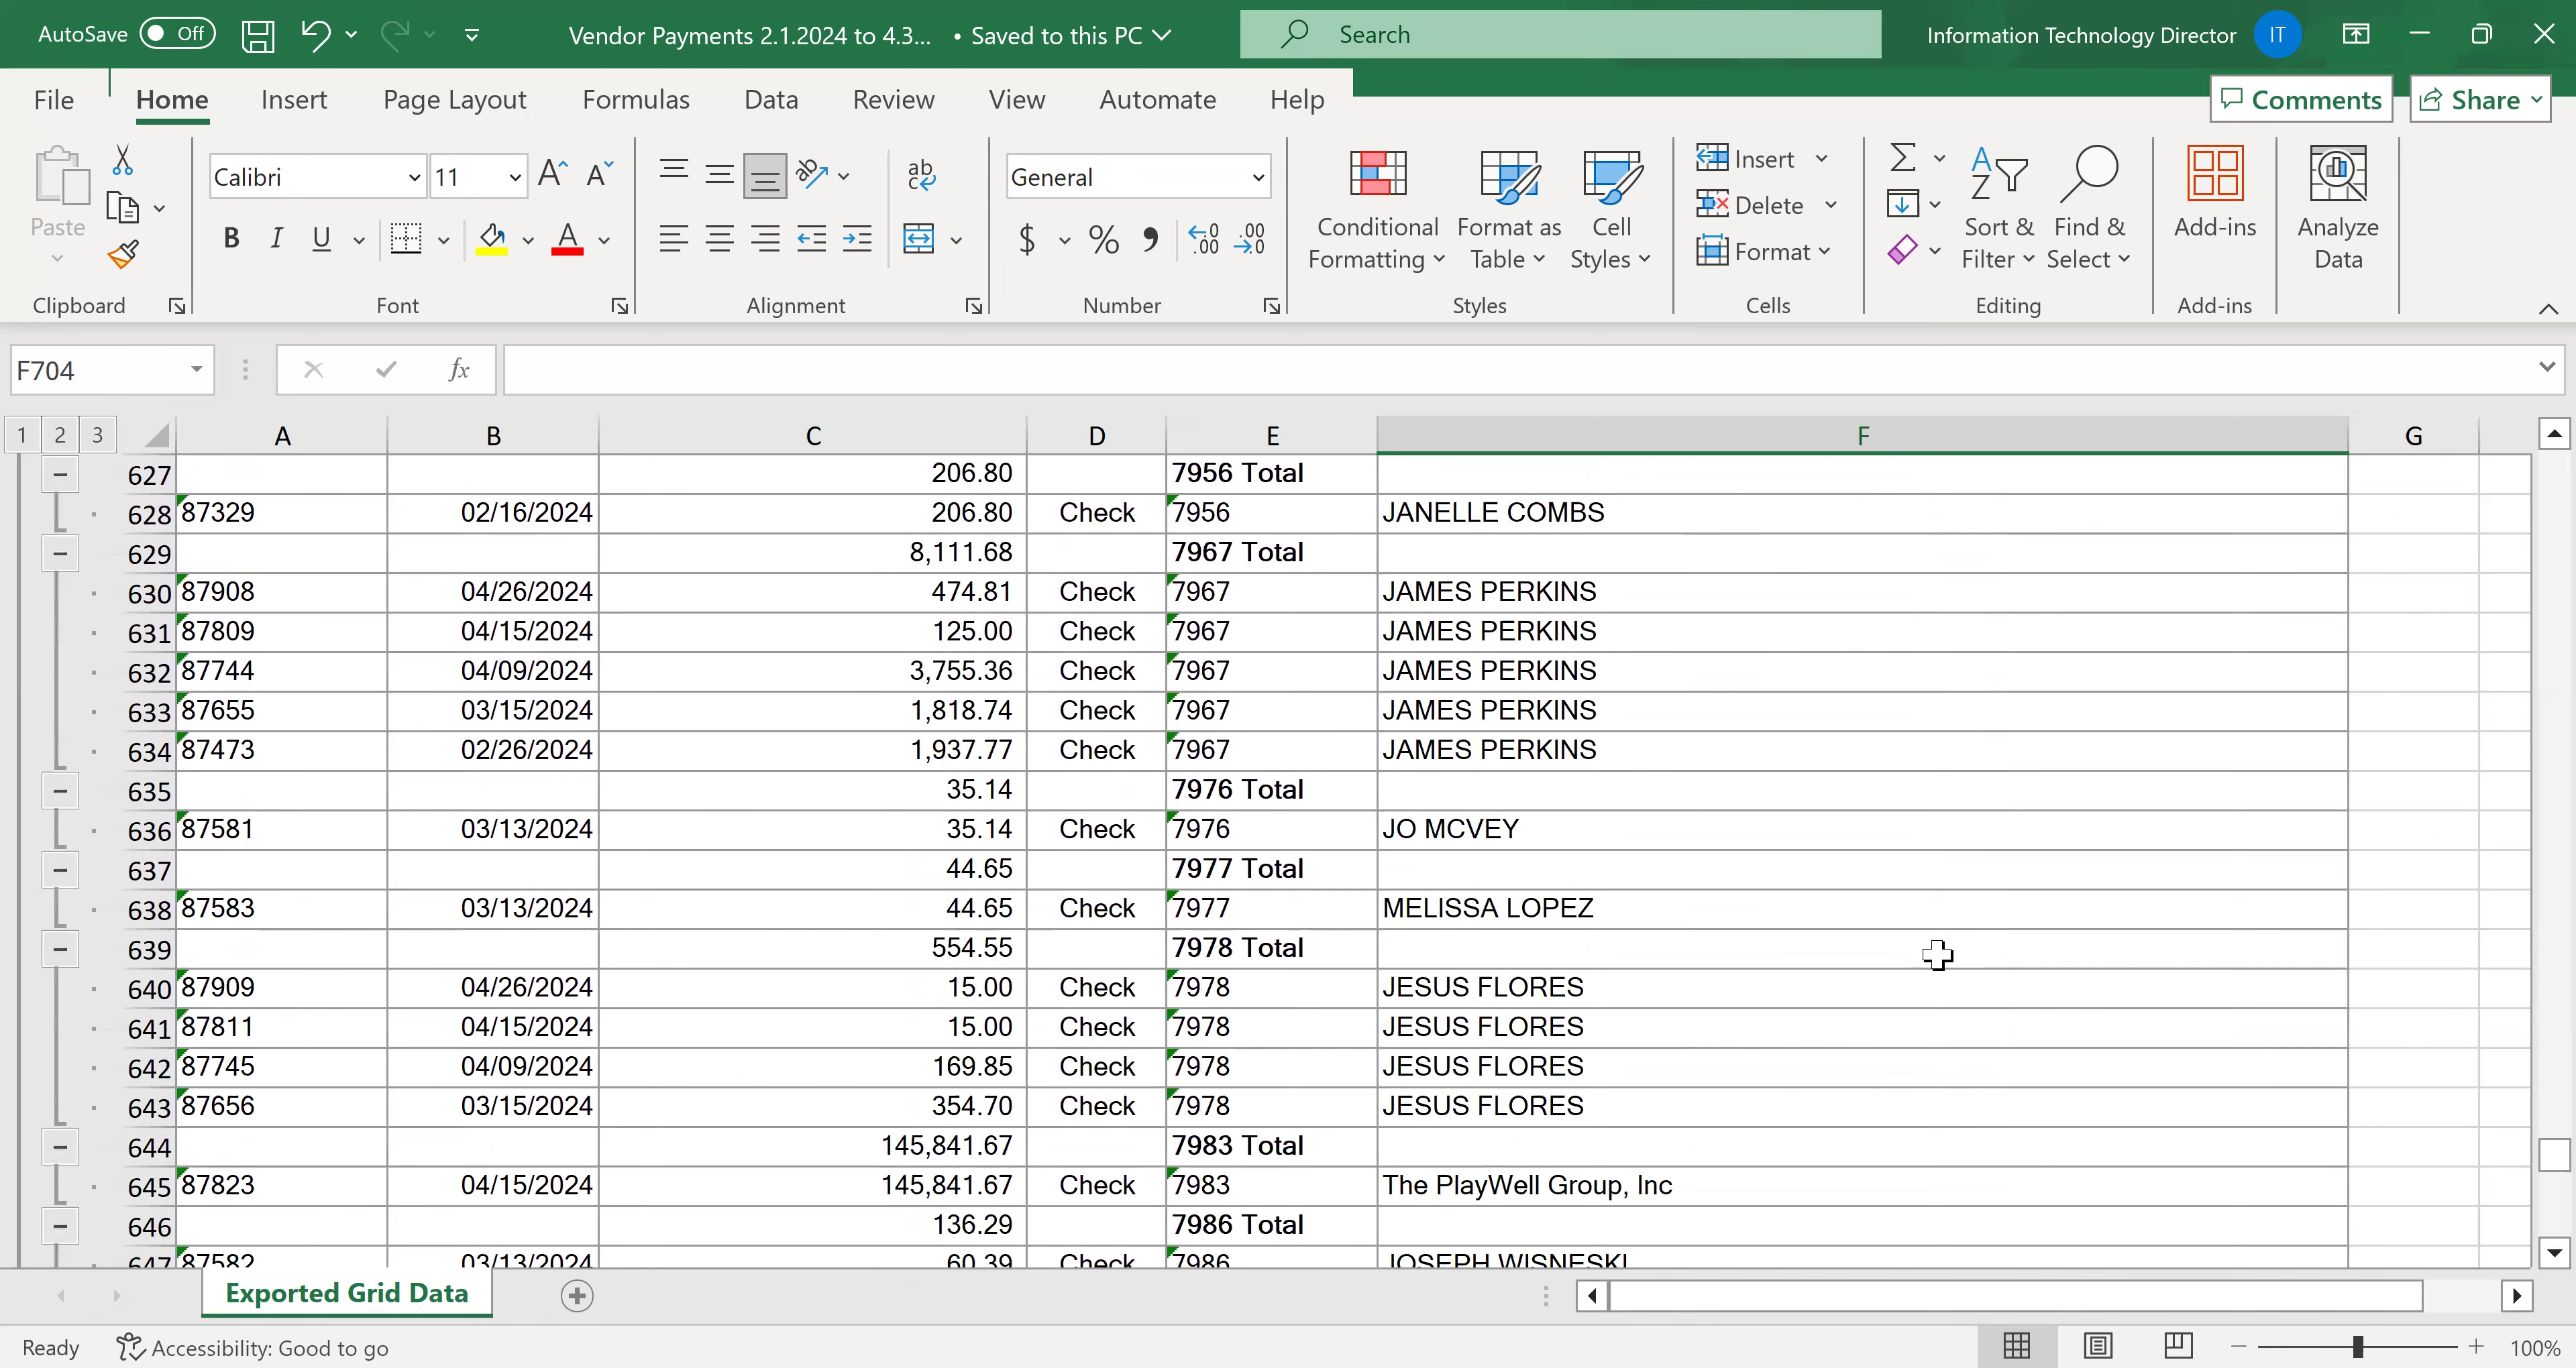 AutoSave Off Vendor Payments 2.1.2024 to 4.3... • Saved to this PC Search Information Technology Director IT
File Home Insert Page Layout Formulas Data Review View Automate Help Comments Share
Paste Calibri 11 General Conditional Formatting Format as Table Cell Styles Insert Delete Format Sort & Filter Find & Select Add-ins Analyze Data
Clipboard Font Alignment Number Styles Cells Editing Add-ins
F704 fx
1 2 3 A B C D E F G
627 206.80 7956 Total
628 87329 02/16/2024 206.80 Check 7956 JANELLE COMBS
629 8,111.68 7967 Total
630 87908 04/26/2024 474.81 Check 7967 JAMES PERKINS
631 87809 04/15/2024 125.00 Check 7967 JAMES PERKINS
632 87744 04/09/2024 3,755.36 Check 7967 JAMES PERKINS
633 87655 03/15/2024 1,818.74 Check 7967 JAMES PERKINS
634 87473 02/26/2024 1,937.77 Check 7967 JAMES PERKINS
635 35.14 7976 Total
636 87581 03/13/2024 35.14 Check 7976 JO MCVEY
637 44.65 7977 Total
638 87583 03/13/2024 44.65 Check 7977 MELISSA LOPEZ
639 554.55 7978 Total
640 87909 04/26/2024 15.00 Check 7978 JESUS FLORES
641 87811 04/15/2024 15.00 Check 7978 JESUS FLORES
642 87745 04/09/2024 169.85 Check 7978 JESUS FLORES
643 87656 03/15/2024 354.70 Check 7978 JESUS FLORES
644 145,841.67 7983 Total
645 87823 04/15/2024 145,841.67 Check 7983 The PlayWell Group, Inc
646 136.29 7986 Total
647 87582 03/13/2024 60.39 Check 7986 JOSEPH WISNESKI
Exported Grid Data
Ready Accessibility: Good to go 100%